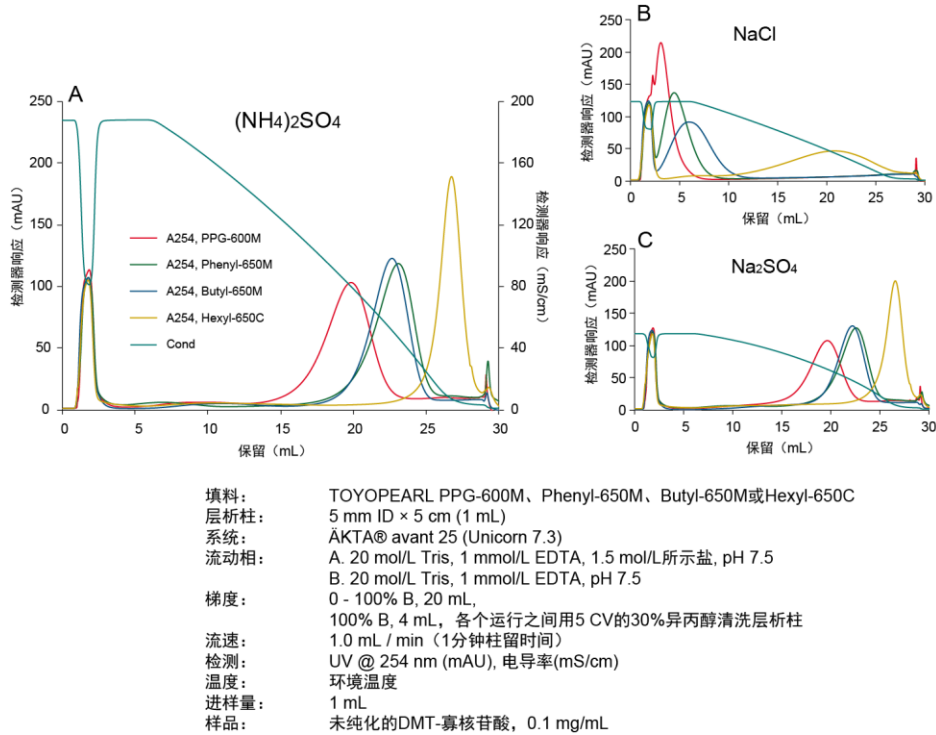 A
(NH4)2SO4
250
200
150
100
50
0
检测器响应（mAU）
200
160
120
80
40
0
检测器响应（mS/cm）
A254, PPG-600M
A254, Phenyl-650M
A254, Butyl-650M
A254, Hexyl-650C
Cond
0 5 10 15 20 25 30
保留（mL）
B
NaCl
250
200
150
100
50
0
检测器响应（mAU）
0 5 10 15 20 25 30
保留（mL）
C
Na2SO4
250
200
150
100
50
0
检测器响应（mAU）
0 5 10 15 20 25 30
保留（mL）
填料： TOYOPEARL PPG-600M、Phenyl-650M、Butyl-650M或Hexyl-650C
层析柱： 5 mm ID × 5 cm (1 mL)
系统： ÄKTA® avant 25 (Unicorn 7.3)
流动相： A. 20 mol/L Tris, 1 mmol/L EDTA, 1.5 mol/L所示盐, pH 7.5
B. 20 mol/L Tris, 1 mmol/L EDTA, pH 7.5
梯度： 0 - 100% B, 20 mL,
100% B, 4 mL，各个运行之间用5 CV的30%异丙醇清洗层析柱
流速： 1.0 mL / min（1分钟柱留时间）
检测： UV @ 254 nm (mAU), 电导率(mS/cm)
温度： 环境温度
进样量： 1 mL
样品： 未纯化的DMT-寡核苷酸，0.1 mg/mL